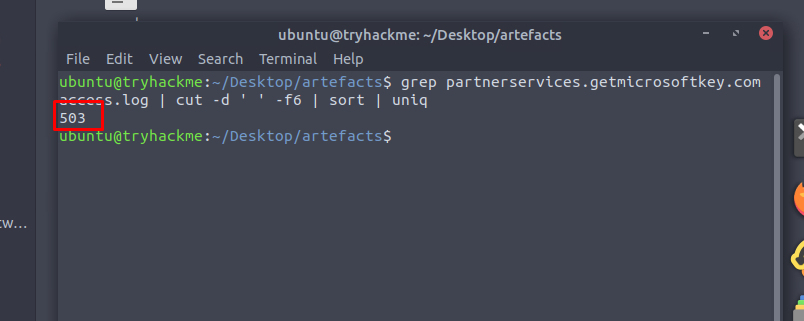 ubuntu@tryhackme: ~/Desktop/artefacts
File Edit View Search Terminal Help
ubuntu@tryhackme:~/Desktop/artefacts$ grep partnerservices.getmicrosoftkey.com
access.log | cut -d ' ' -f6 | sort | uniq
503
ubuntu@tryhackme:~/Desktop/artefacts$
tw...